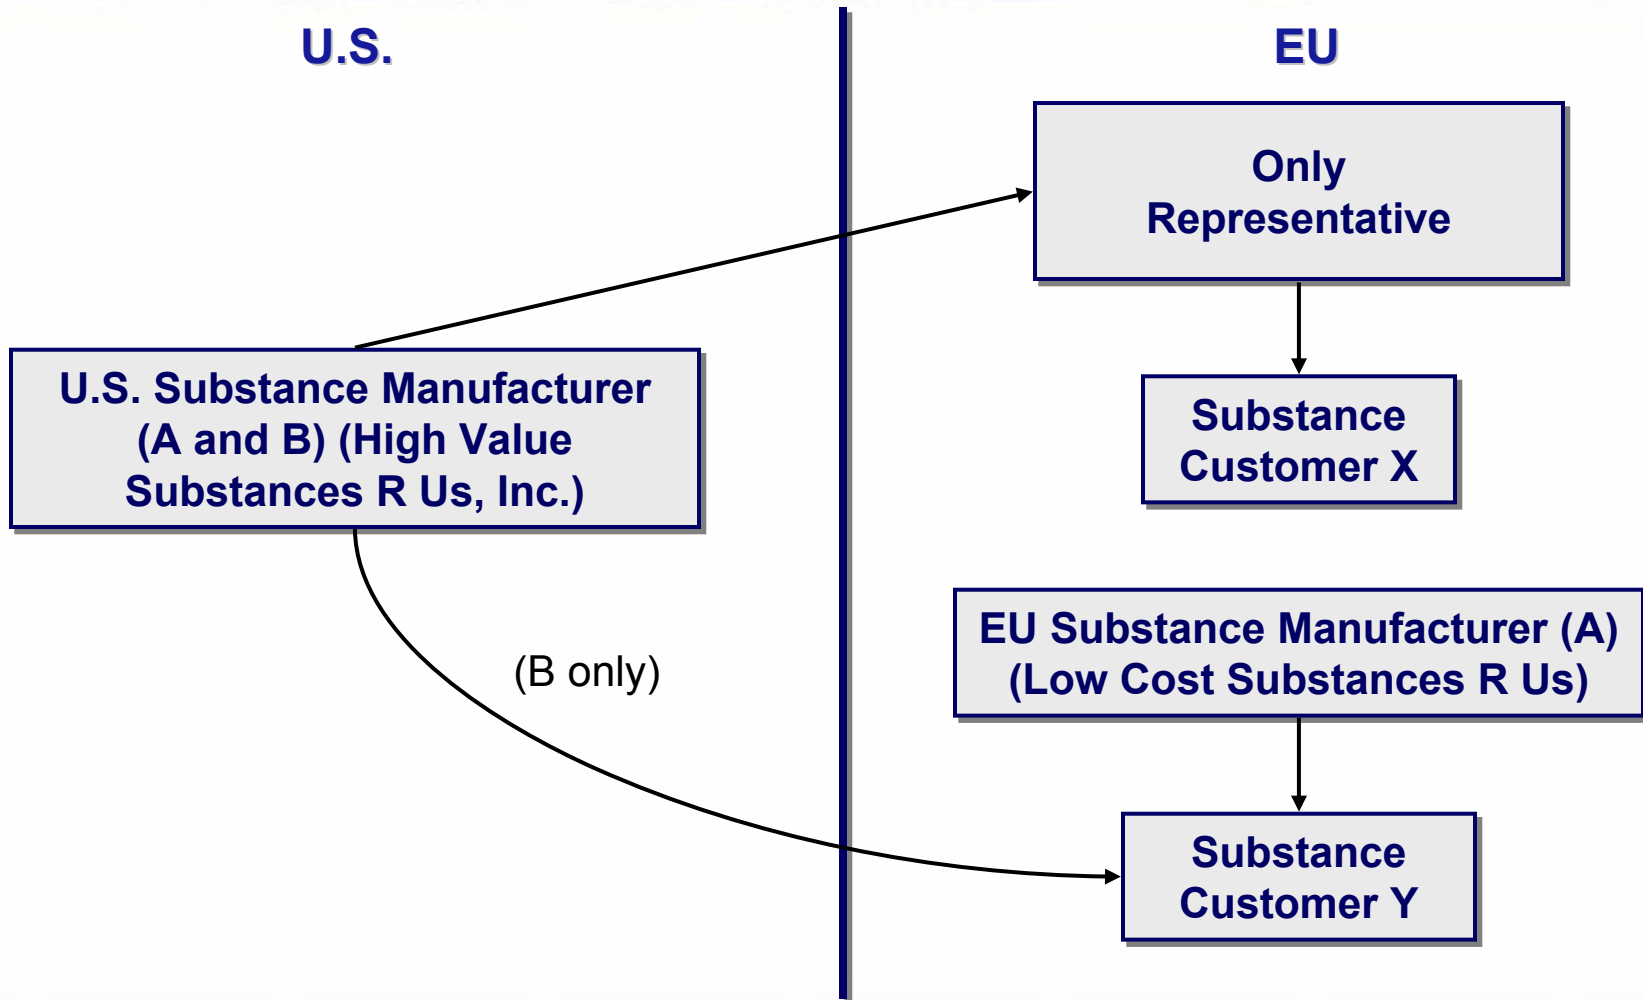 U.S.
EU
Only
Representative
U.S. Substance Manufacturer
(A and B) (High Value
Substances R Us, Inc.)
Substance
Customer X
EU Substance Manufacturer (A)
(Low Cost Substances R Us)
(B only)
Substance
Customer Y